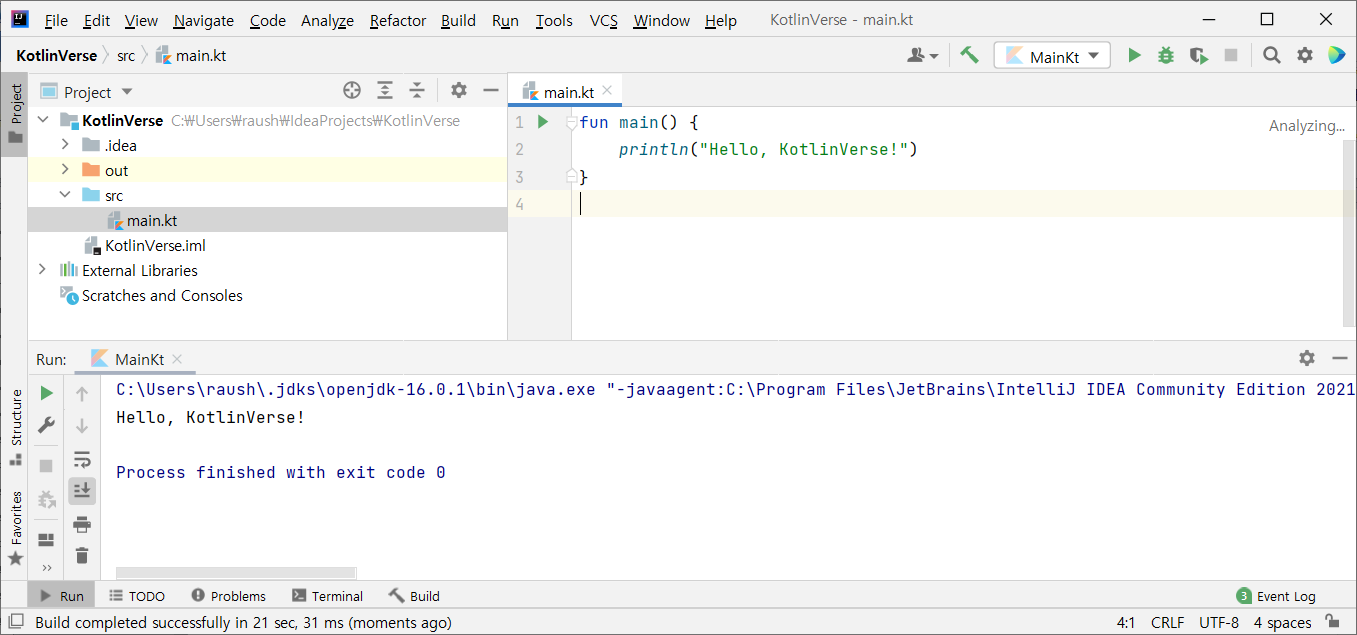 File Edit View Navigate Code Analyze Refactor Build Run Tools VCS Window Help KotlinVerse - main.kt
KotlinVerse src main.kt MainKt
Project
Project
main.kt
KotlinVerse C:₩Users₩raush₩IdeaProjects₩KotlinVerse
.idea
out
src
main.kt
KotlinVerse.iml
External Libraries
Scratches and Consoles
1 fun main() {
2 println("Hello, KotlinVerse!")
3 }
4
Analyzing...
Run: MainKt
Structure
Favorites
C:\Users\raush\.jdks\openjdk-16.0.1\bin\java.exe "-javaagent:C:\Program Files\JetBrains\IntelliJ IDEA Community Edition 2021
Hello, KotlinVerse!
Process finished with exit code 0
Run TODO Problems Terminal Build 3 Event Log
Build completed successfully in 21 sec, 31 ms (moments ago) 4:1 CRLF UTF-8 4 spaces